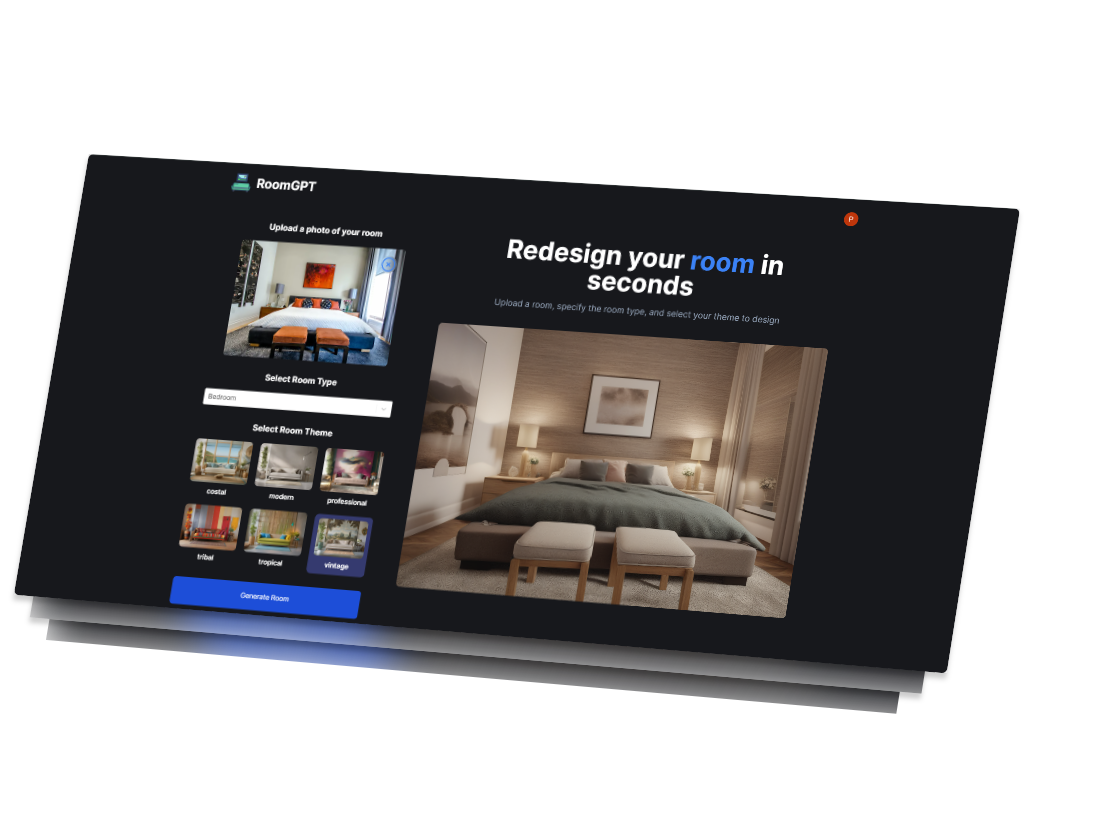 RoomGPT
P
Upload a photo of your room
Redesign your room in
seconds
Upload a room, specify the room type, and select your theme to design
Select Room Type
Bedroom
Select Room Theme
costal
modern
professional
tribal
tropical
vintage
Generate Room